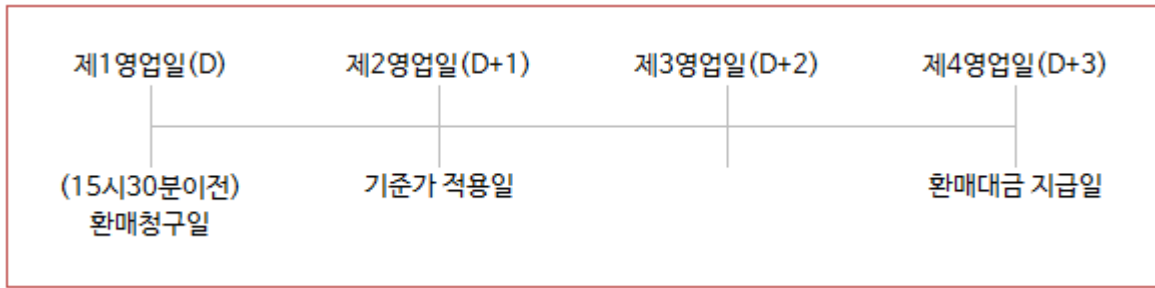 제1영업일(D) 제2영업일(D+1) 제3영업일(D+2) 제4영업일(D+3)
(15시30분이전) 기준가 적용일 환매대금 지급일
환매청구일